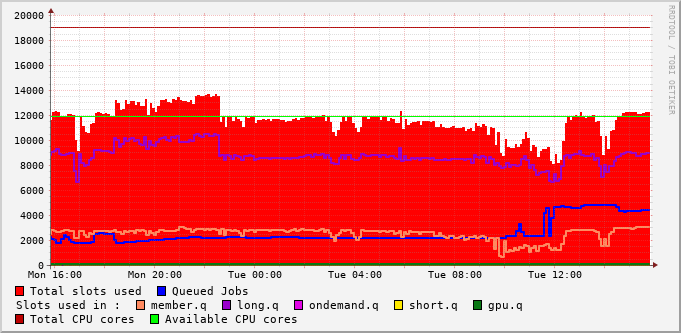 RRDTOOL / TOBI OETIKER
20000
18000
16000
14000
12000
10000
8000
6000
4000
2000
0
Mon 16:00 Mon 20:00 Tue 00:00 Tue 04:00 Tue 08:00 Tue 12:00
Total slots used Queued Jobs
Slots used in : member.q long.q ondemand.q short.q gpu.q
Total CPU cores Available CPU cores